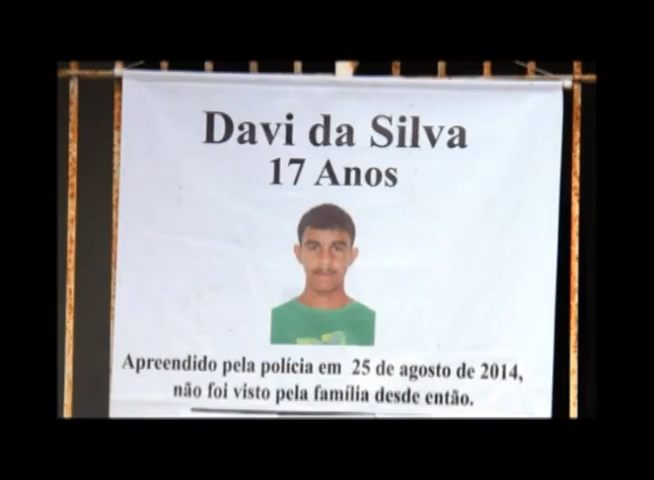 Davi da Silva
17 Anos
Apreendido pela polícia em 25 de agosto de 2014,
não foi visto pela família desde então.